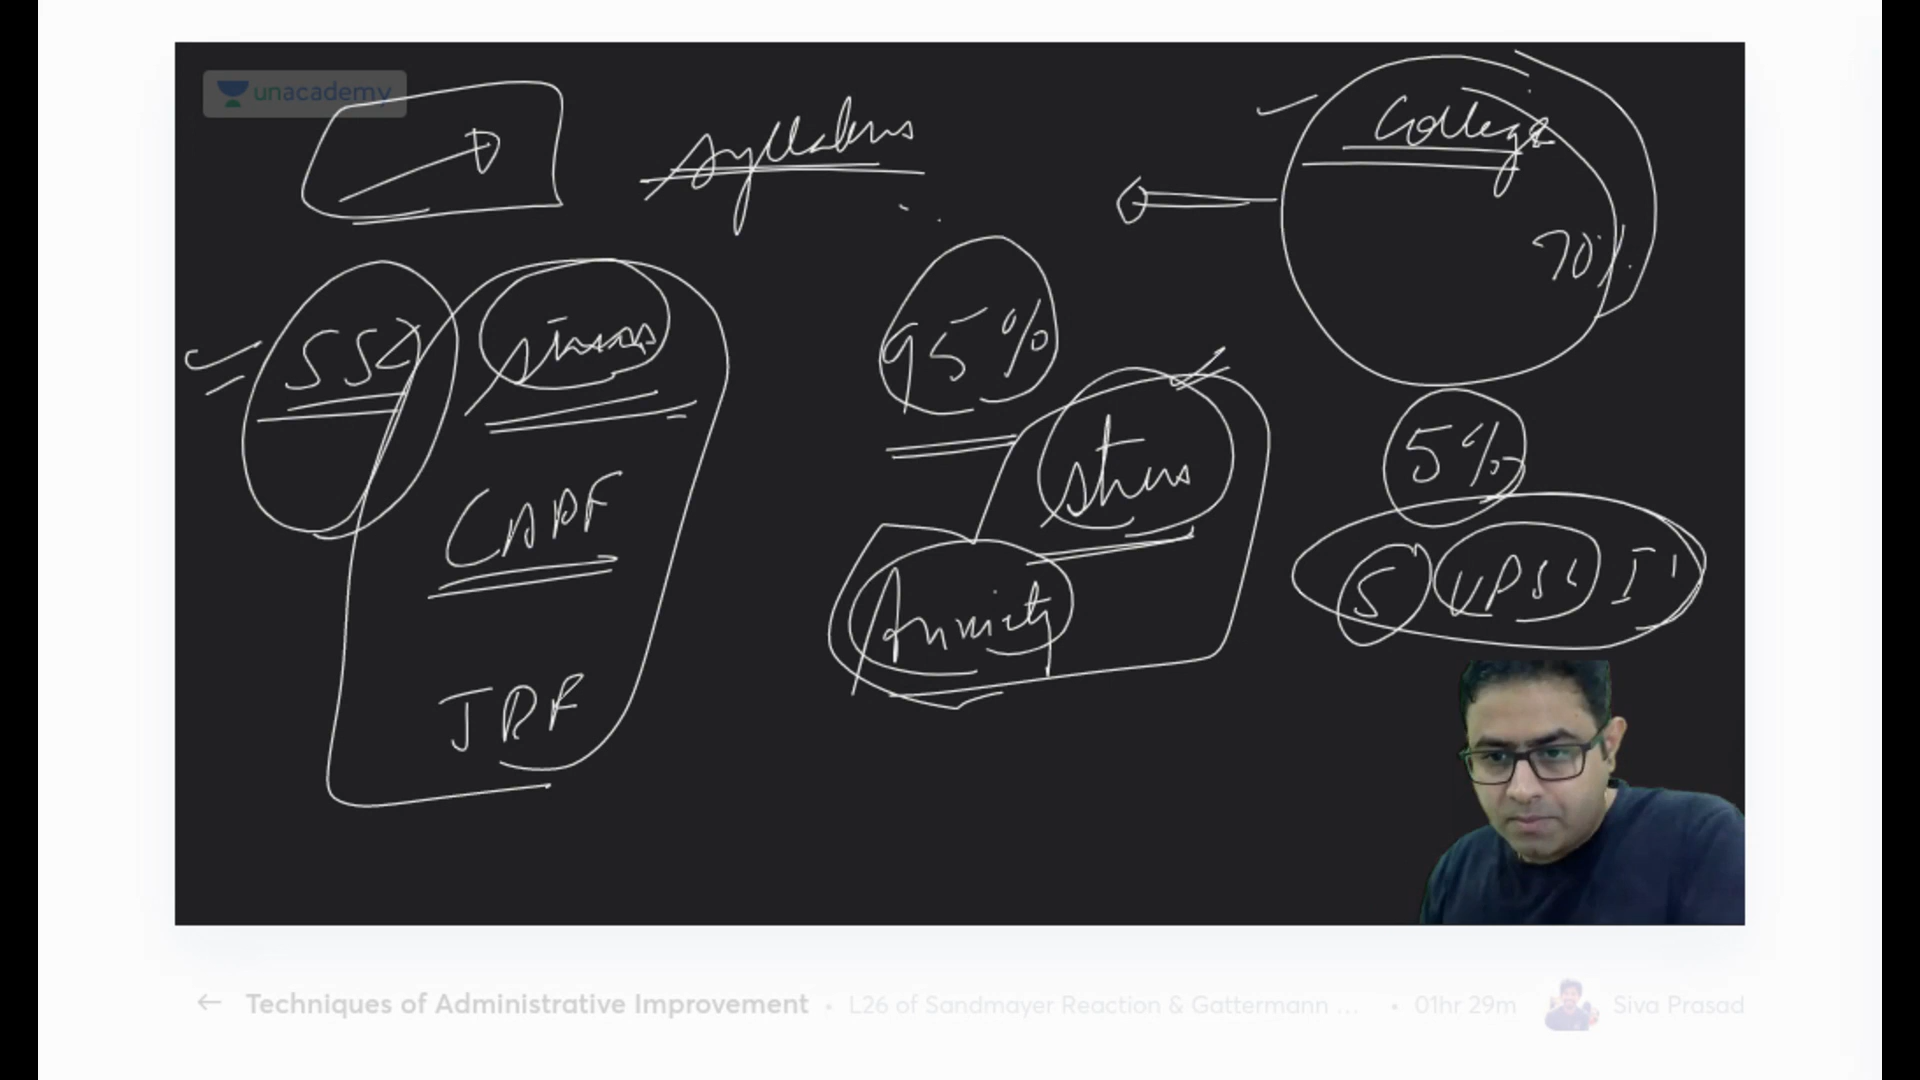 unacademy
syllabus
College
70%
SSC
stress
95%
stress
5%
CAPF
Anxiety
S UPSC I
JRF
← Techniques of Administrative Improvement • L26 of Sandmayer Reaction & Gattermann ... • 01hr 29m Siva Prasad